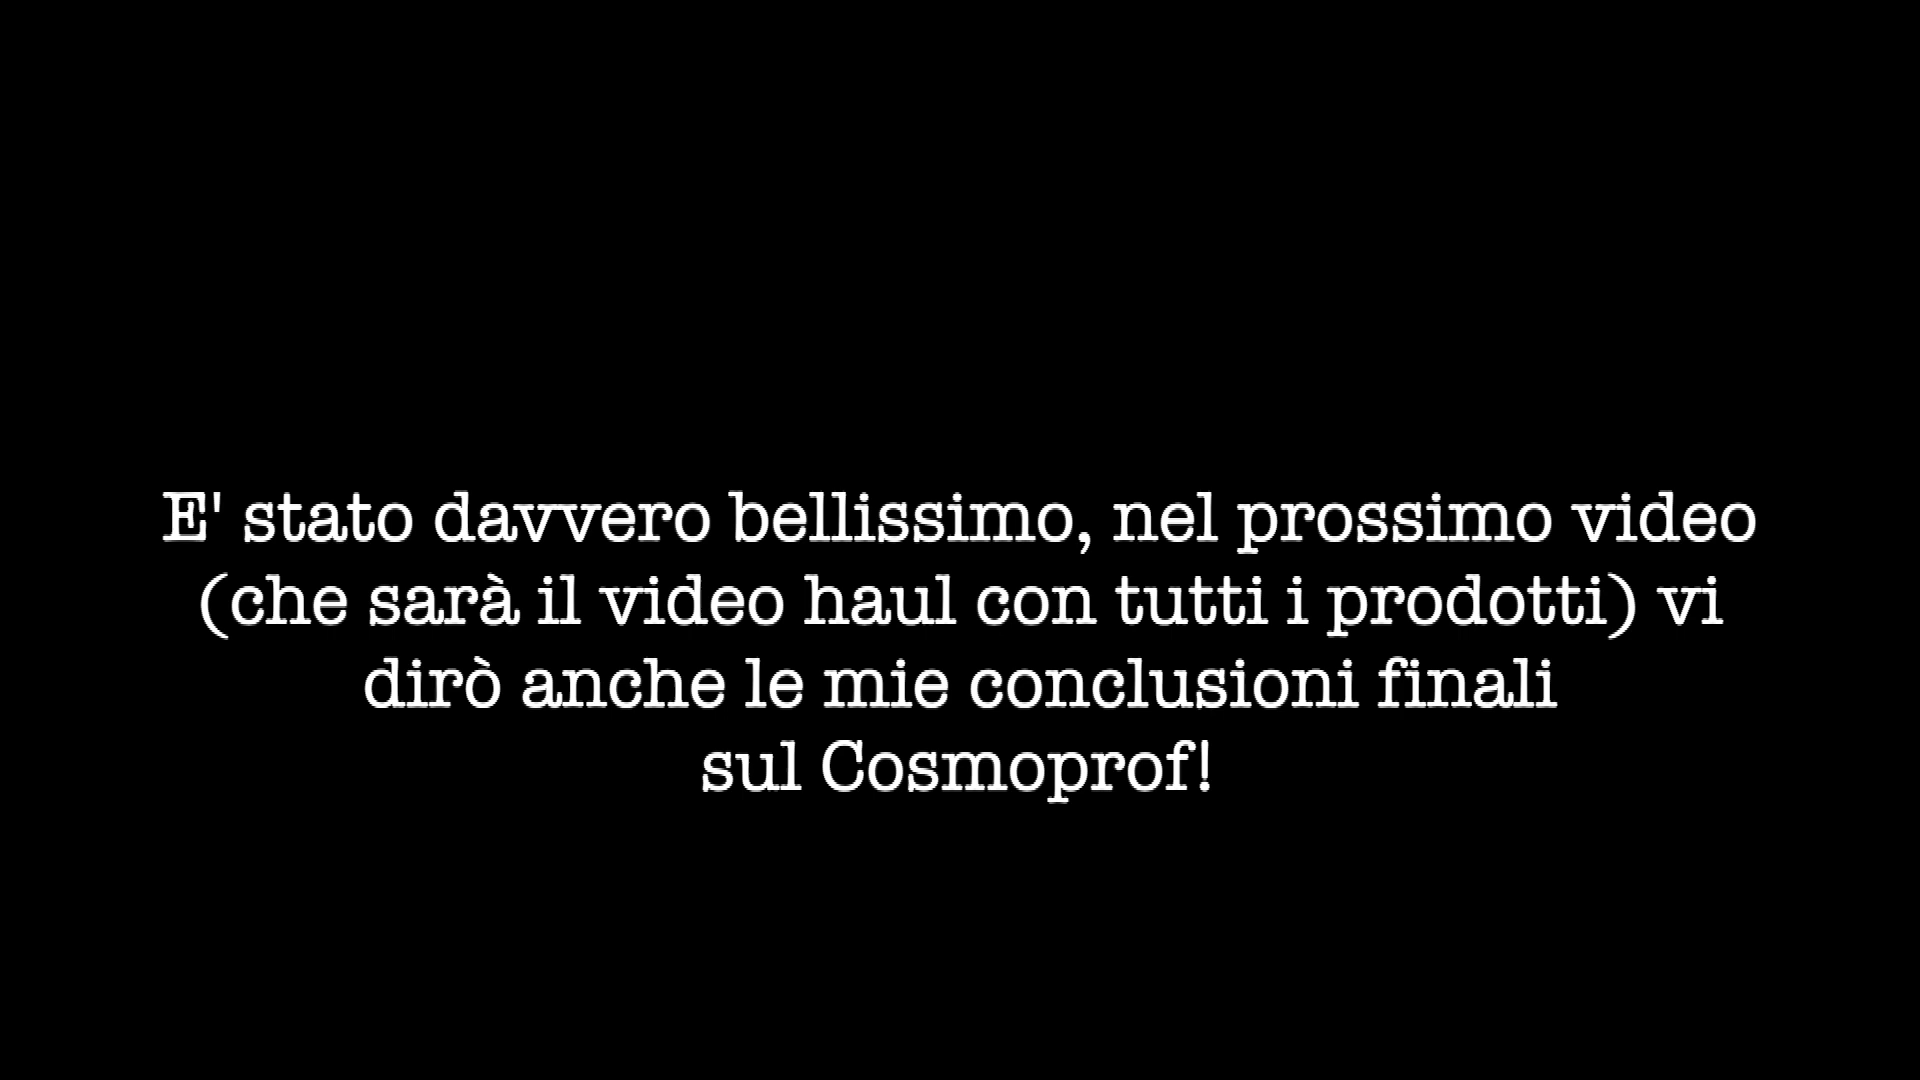 E' stato davvero bellissimo, nel prossimo video
(che sarà il video haul con tutti i prodotti) vi
dirò anche le mie conclusioni finali
sul Cosmoprof!